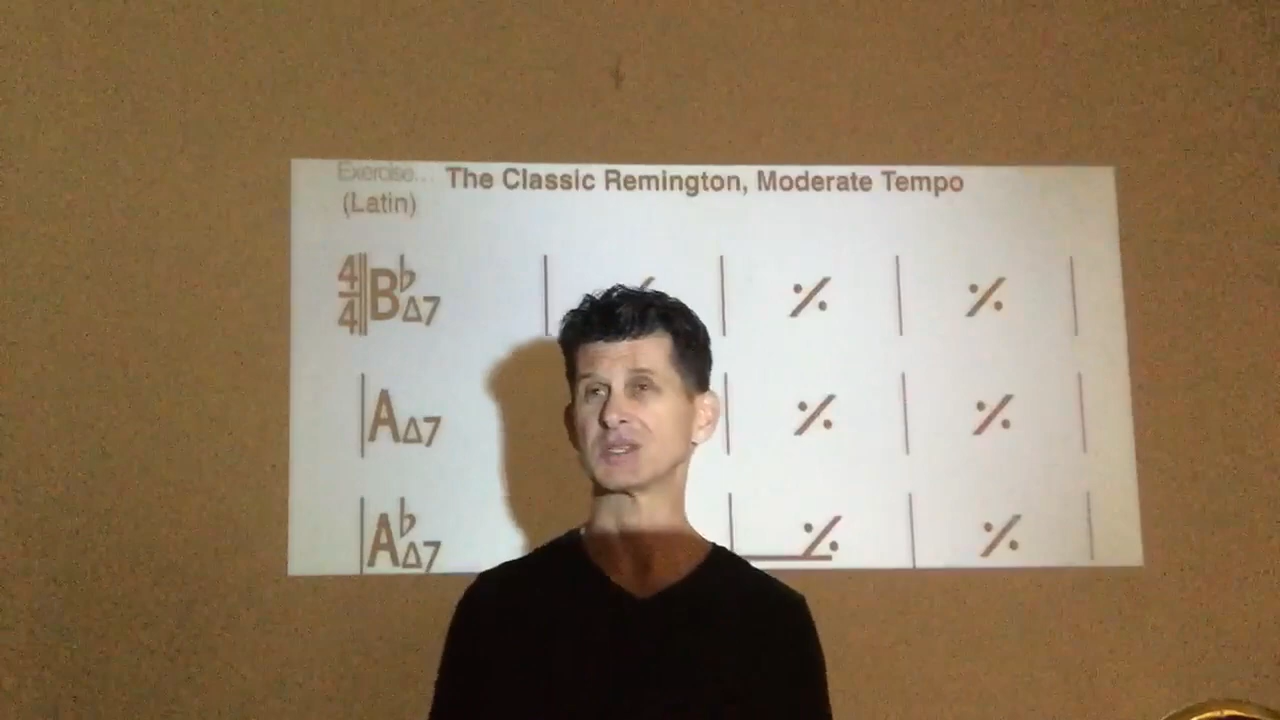 Exercise... The Classic Remington, Moderate Tempo
(Latin)
4/4 B♭Δ7 | 𝄎 | 𝄎 | 𝄎 |
| AΔ7 | 𝄎 | 𝄎 |
| A♭Δ7 | 𝄎 | 𝄎 |